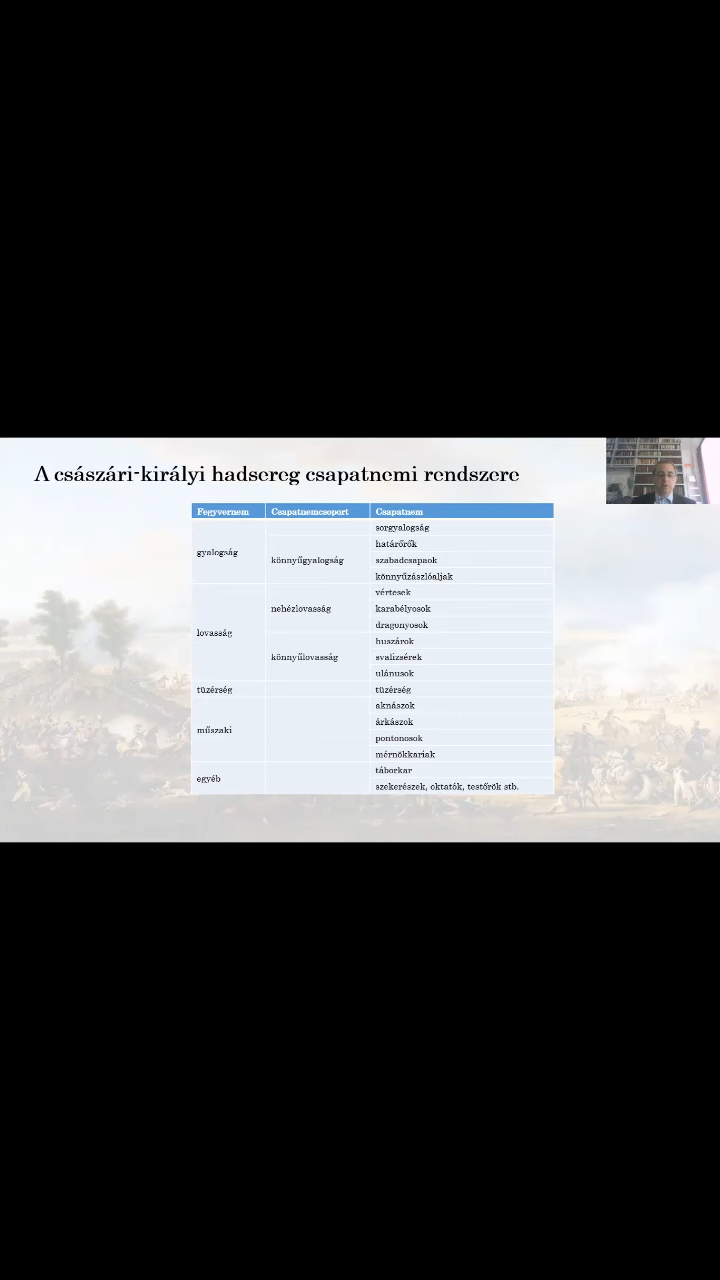 A császári-királyi hadsereg csapatnemi rendszere
Fegyvernem Csapatnemcsoport Csapatnem
gyalogság
sorgyalogság
könnyűgyalogság
határőrök
szabadcsapaok
könnyűzászlóaljak
lovasság
nehézlovasság
vértesek
karabélyosok
dragonyosok
könnyűlovasság
huszárok
svalizsérek
ulánusok
tüzérség
tüzérség
műszaki
aknászok
árkászok
pontonosok
mérnökkariak
egyéb
táborkar
szekerészek, oktatók, testőrök stb.